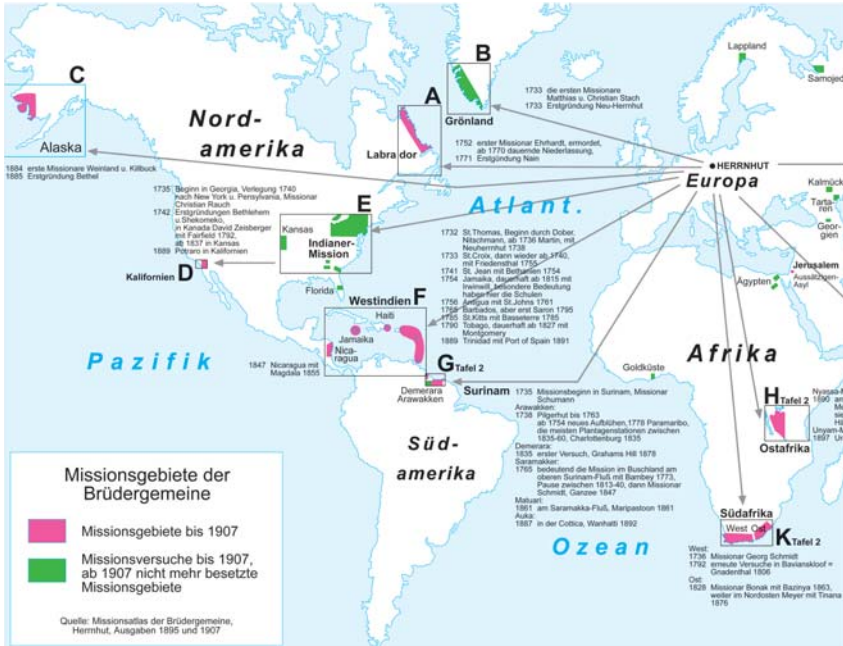 C
Alaska
1884 erste Missionare Weinland u. Killbuck
1885 Erstgründung Bethel
Nord-
amerika
A
Labrador
B
Grönland
1733 die ersten Missionare
Matthias u. Christian Stach
1733 Erstgründung Neu-Herrnhut
1752 erster Missionar Ehrhardt, ermordet,
ab 1770 dauernde Niederlassung,
1771 Erstgündung Nain
Lappland
Samojed
HERRNHUT
Europa
Kalmück
Tarta-
ren
Geor-
gien
Jerusalem
Aussätzigen-
Asyl
Ägypten
1735 Beginn in Georgia, Verlegung 1740
nach New York u. Pensylvania, Missionar
Christian Rauch
1742 Erstgründungen Bethlehem
u Shekomeko,
in Kanada David Zeisberger
mit Fairfield 1792,
ab 1837 in Kansas
1889 Potraro in Kalifornien
E
Kansas
Indianer-
Mission
Florida
Kalifornien
D
Atlant.
1732 St.Thomas, Beginn durch Dober,
Nitschmann, ab 1736 Martin, mit
Neuherrnhut 1738
1733 St.Croix, dann wieder ab 1740,
mit Friedensthal 1755
1741 St. Jean mit Bethanien 1754
1754 Jamaika, dauerhaft ab 1815 mit
Irwinwill, besondere Bedeutung
haben hier die Schulen
1756 Antigua mit St.Johns 1761
1768 Barbados, aber erst Saron 1795
1785 St.Kitts mit Basseterre 1785
1790 Tobago, dauerhaft ab 1827 mit
Montgomery
1889 Trinidad mit Port of Spain 1891
Westindien
F
Haiti
Jamaika
Nica-
ragua
1847 Nicaragua mit
Magdala 1855
Pazifik
G Tafel 2
Demerara
Arawakken
Surinam
1735 Missionsbeginn in Surinam, Missionar
Schumann
Arawakken:
1738 Pilgerhut bis 1763
ab 1754 neues Aufblühen,1778 Paramaribo,
die meisten Plantagenstationen zwischen
1835-60, Charlottenburg 1835
Demerara:
1835 erster Versuch, Grahams Hill 1878
Saramakker:
1765 bedeutend die Mission im Buschland am
oberen Surinam-Fluß mit Bambey 1773,
Pause zwischen 1813-40, dann Missionar
Schmidt, Ganzee 1847
Matuari:
1861 am Saramakka-Fluß, Maripastoon 1861
Auka:
1887 in der Cottica, Wanhatti 1892
Süd-
amerika
Ozean
Goldküste
Afrika
H Tafel 2
Ostafrika
Nyassa-
1890
Unyam-
1897
Südafrika
West Ost
K Tafel 2
West:
1736 Missionar Georg Schmidt
1792 erneute Versuche in Bavianskloof =
Gnadenthal 1806
Ost:
1828 Missionar Bonak mit Bazinya 1863,
weiter im Nordosten Meyer mit Tinana
1876
Missionsgebiete der
Brüdergemeine
Missionsgebiete bis 1907
Missionsversuche bis 1907,
ab 1907 nicht mehr besetzte
Missionsgebiete
Quelle: Missionsatlas der Brüdergemeine,
Herrnhut, Ausgaben 1895 und 1907